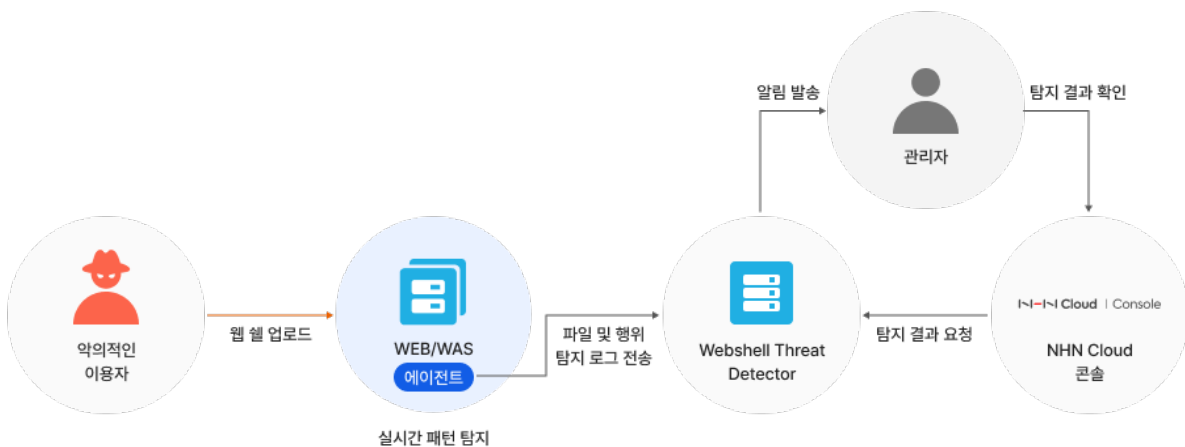 알림 발송
탐지 결과 확인
관리자
악의적인
이용자
웹 쉘 업로드
WEB/WAS
에이전트
실시간 패턴 탐지
파일 및 행위
탐지 로그 전송
Webshell Threat
Detector
탐지 결과 요청
NHN Cloud | Console
NHN Cloud
콘솔